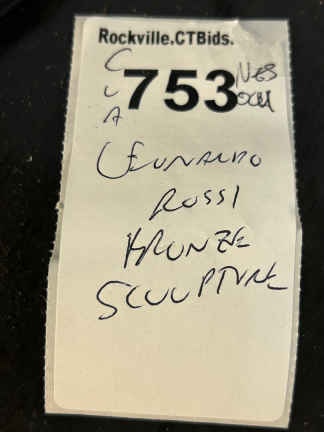 Rockville.CTBids.
753
LEONARDO
ROSSI
BRONZE
SCULPTURE